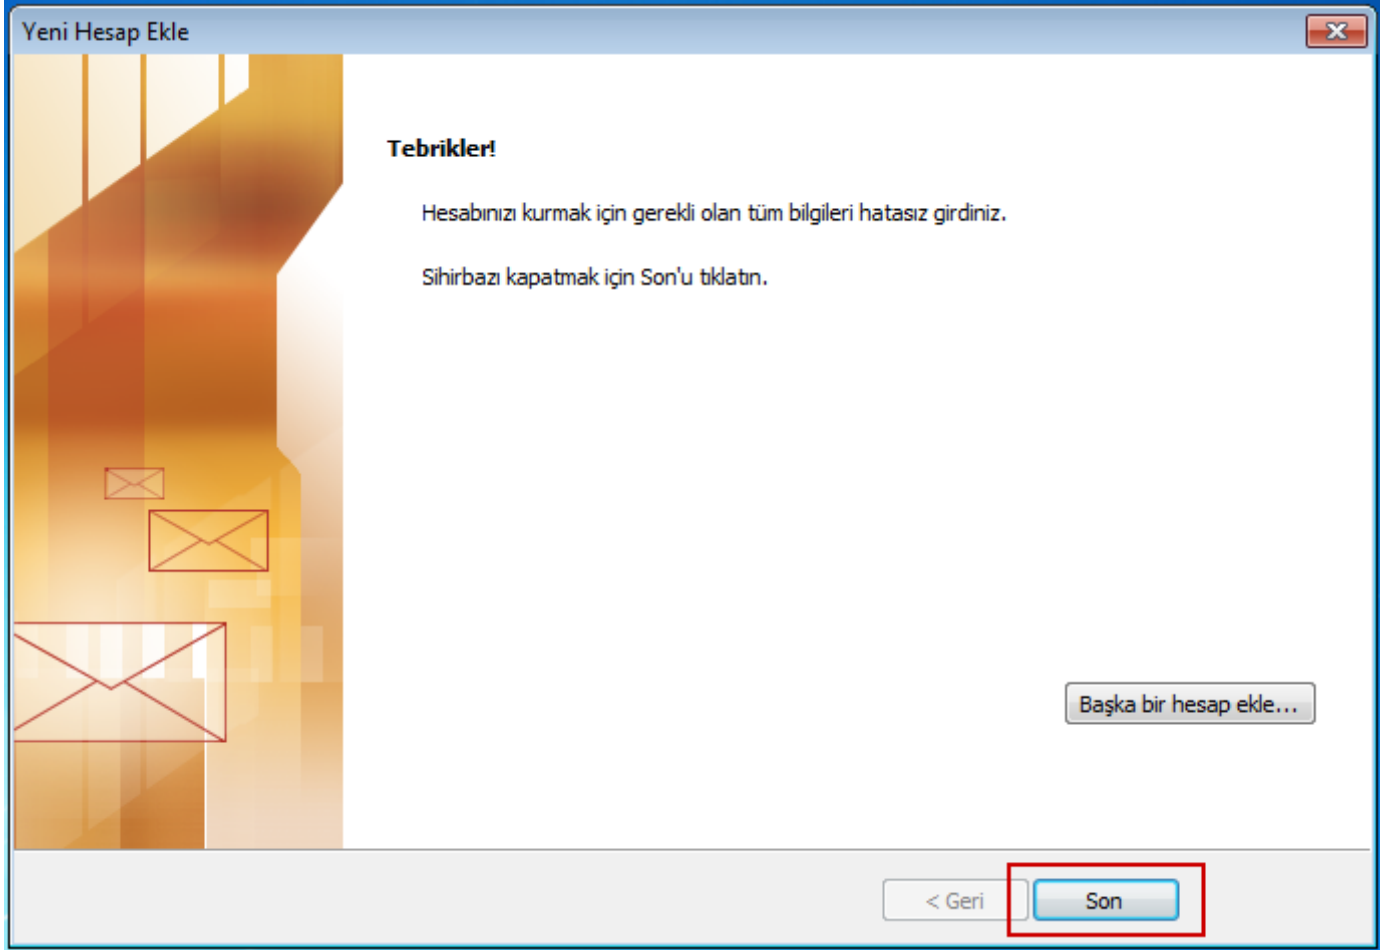 Yeni Hesap Ekle
Tebrikler!
Hesabınızı kurmak için gerekli olan tüm bilgileri hatasız girdiniz.
Sihirbazı kapatmak için Son'u tıklatın.
Başka bir hesap ekle...
< Geri
Son